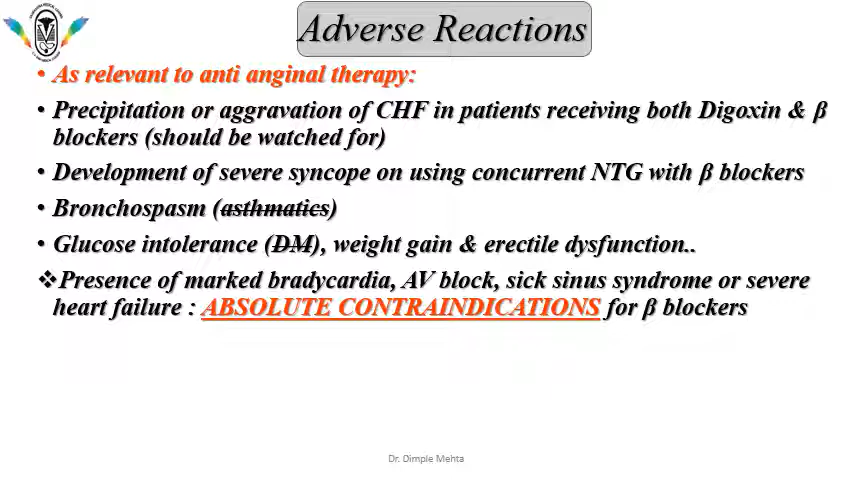 Adverse Reactions
• As relevant to anti anginal therapy:
• Precipitation or aggravation of CHF in patients receiving both Digoxin & β
blockers (should be watched for)
• Development of severe syncope on using concurrent NTG with β blockers
• Bronchospasm (asthmatics)
• Glucose intolerance (DM), weight gain & erectile dysfunction..
❖Presence of marked bradycardia, AV block, sick sinus syndrome or severe
heart failure : ABSOLUTE CONTRAINDICATIONS for β blockers
Dr. Dimple Mehta